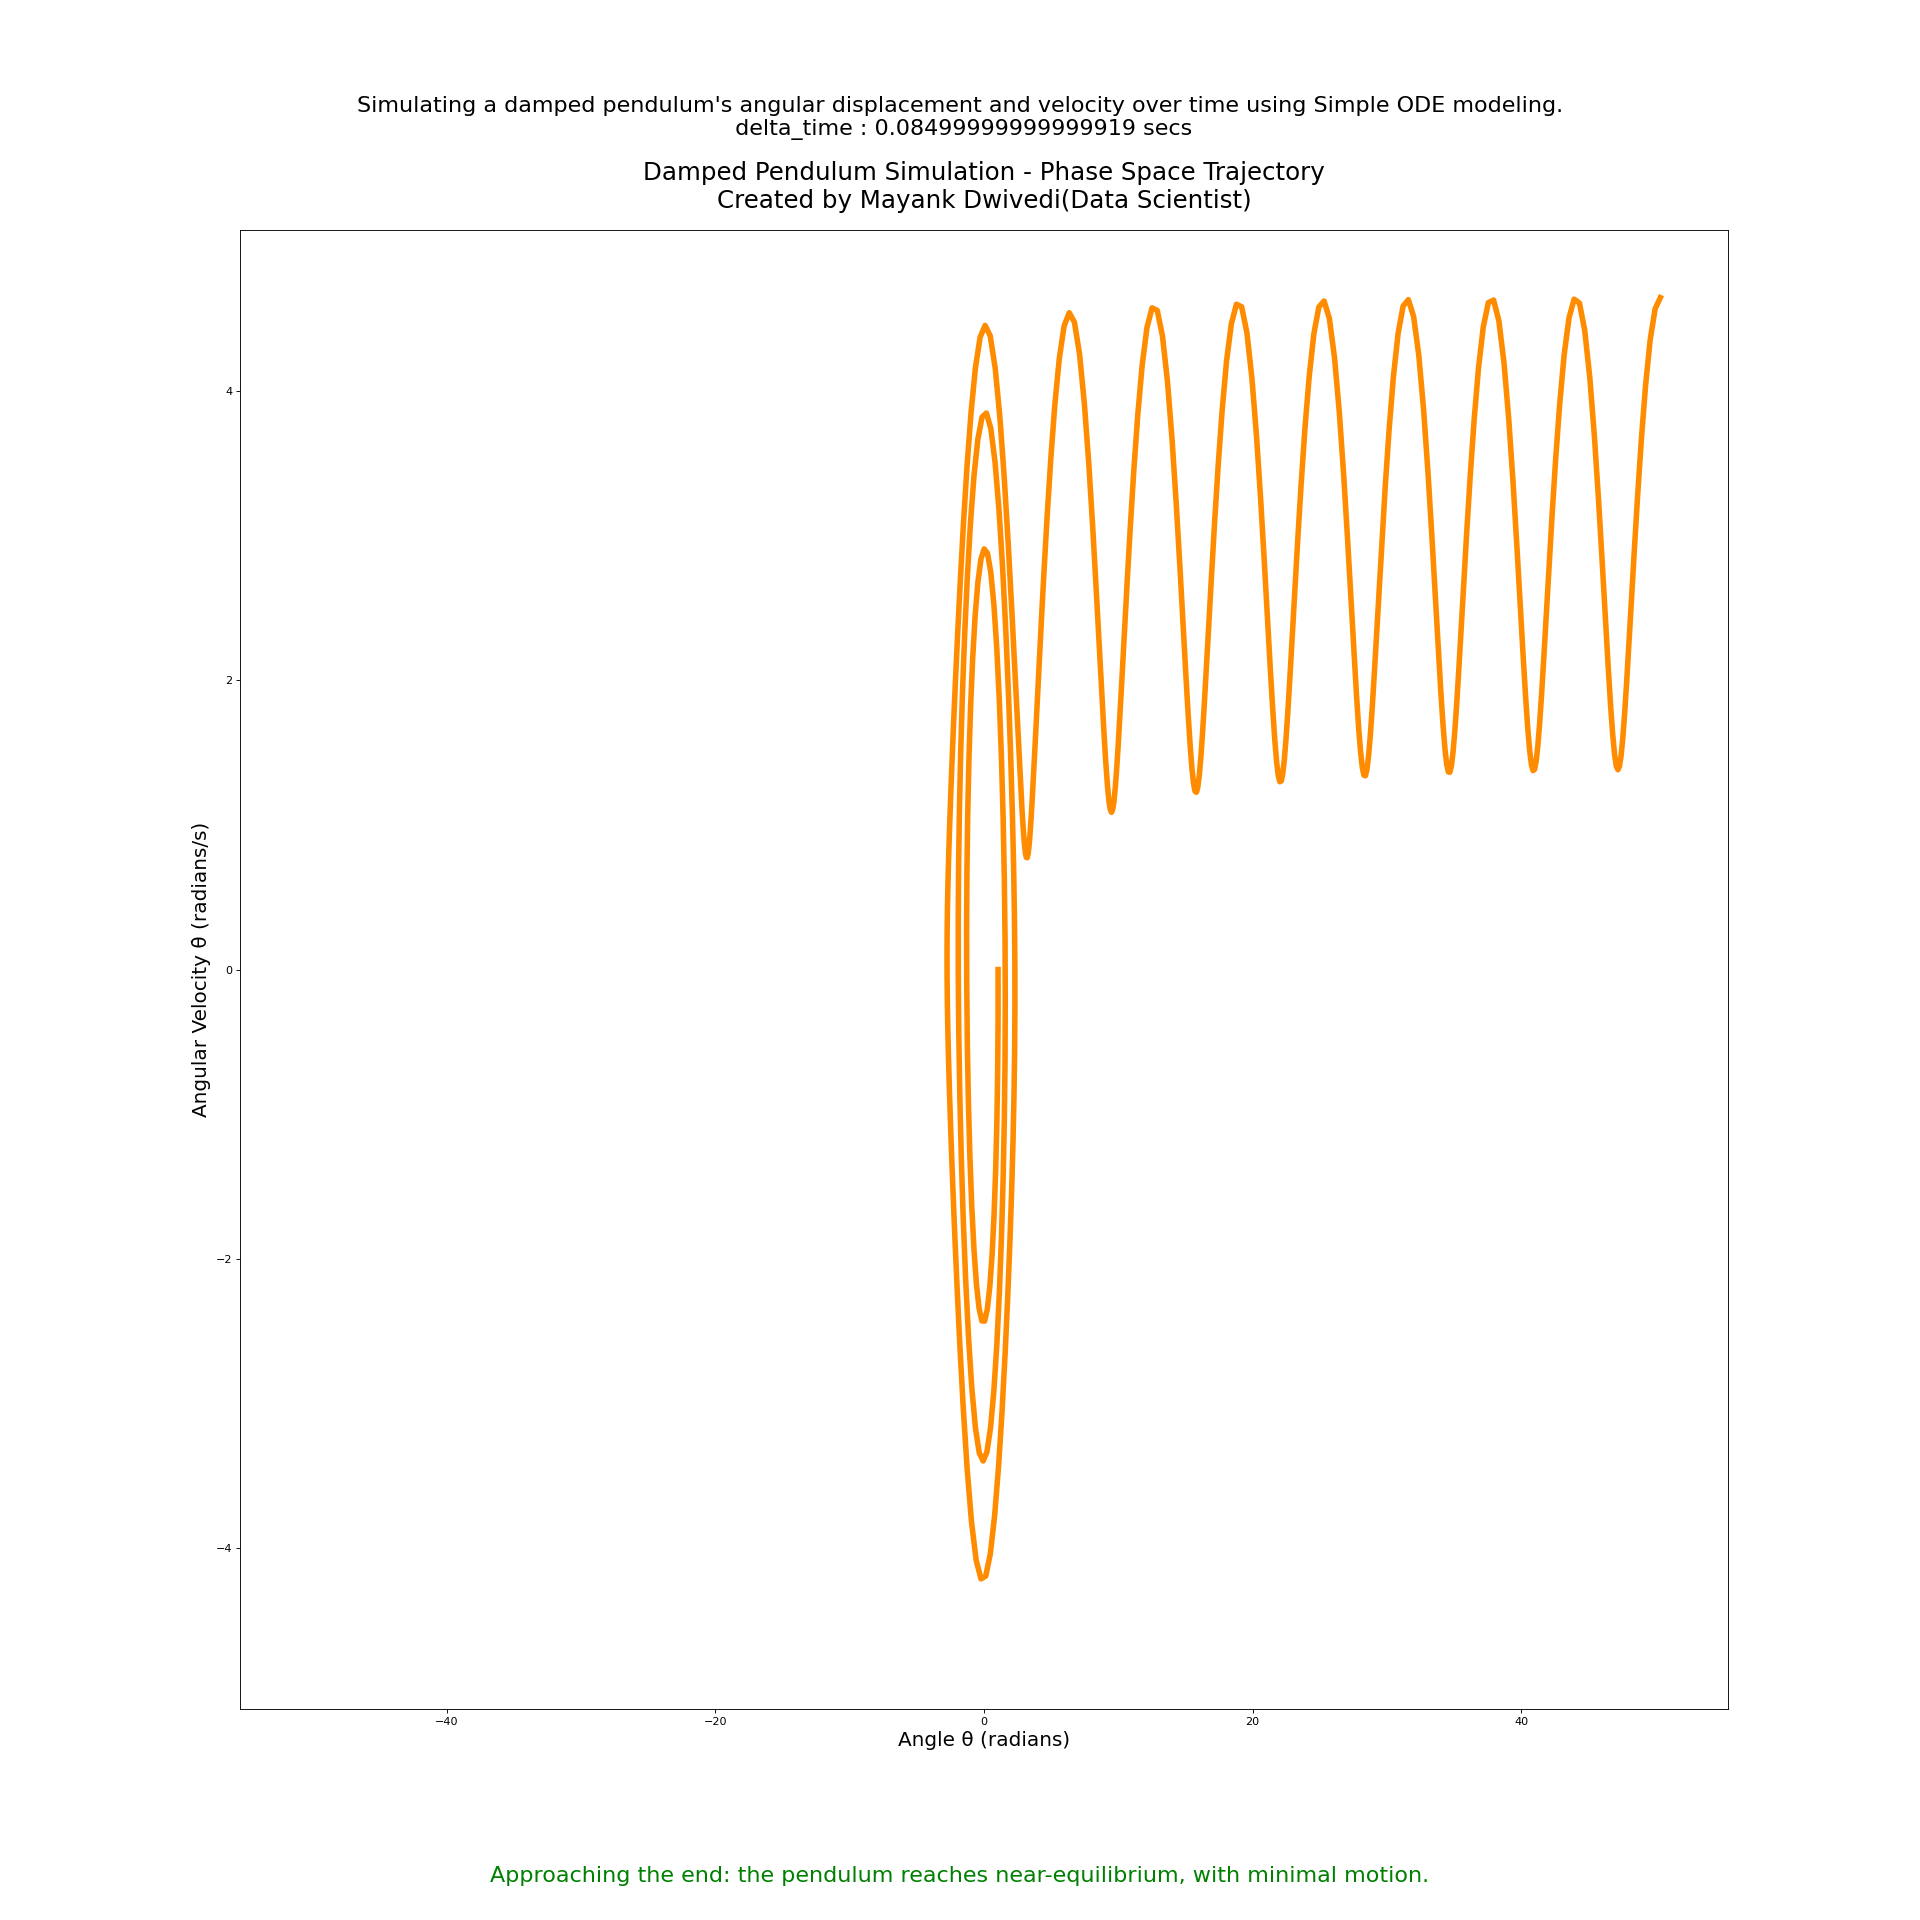 Simulating a damped pendulum's angular displacement and velocity over time using Simple ODE modeling.
delta_time : 0.08499999999999919 secs
Damped Pendulum Simulation - Phase Space Trajectory
Created by Mayank Dwivedi(Data Scientist)
4
2
0
−2
−4
Angular Velocity θ (radians/s)
−40
−20
0
20
40
Angle θ (radians)
Approaching the end: the pendulum reaches near-equilibrium, with minimal motion.